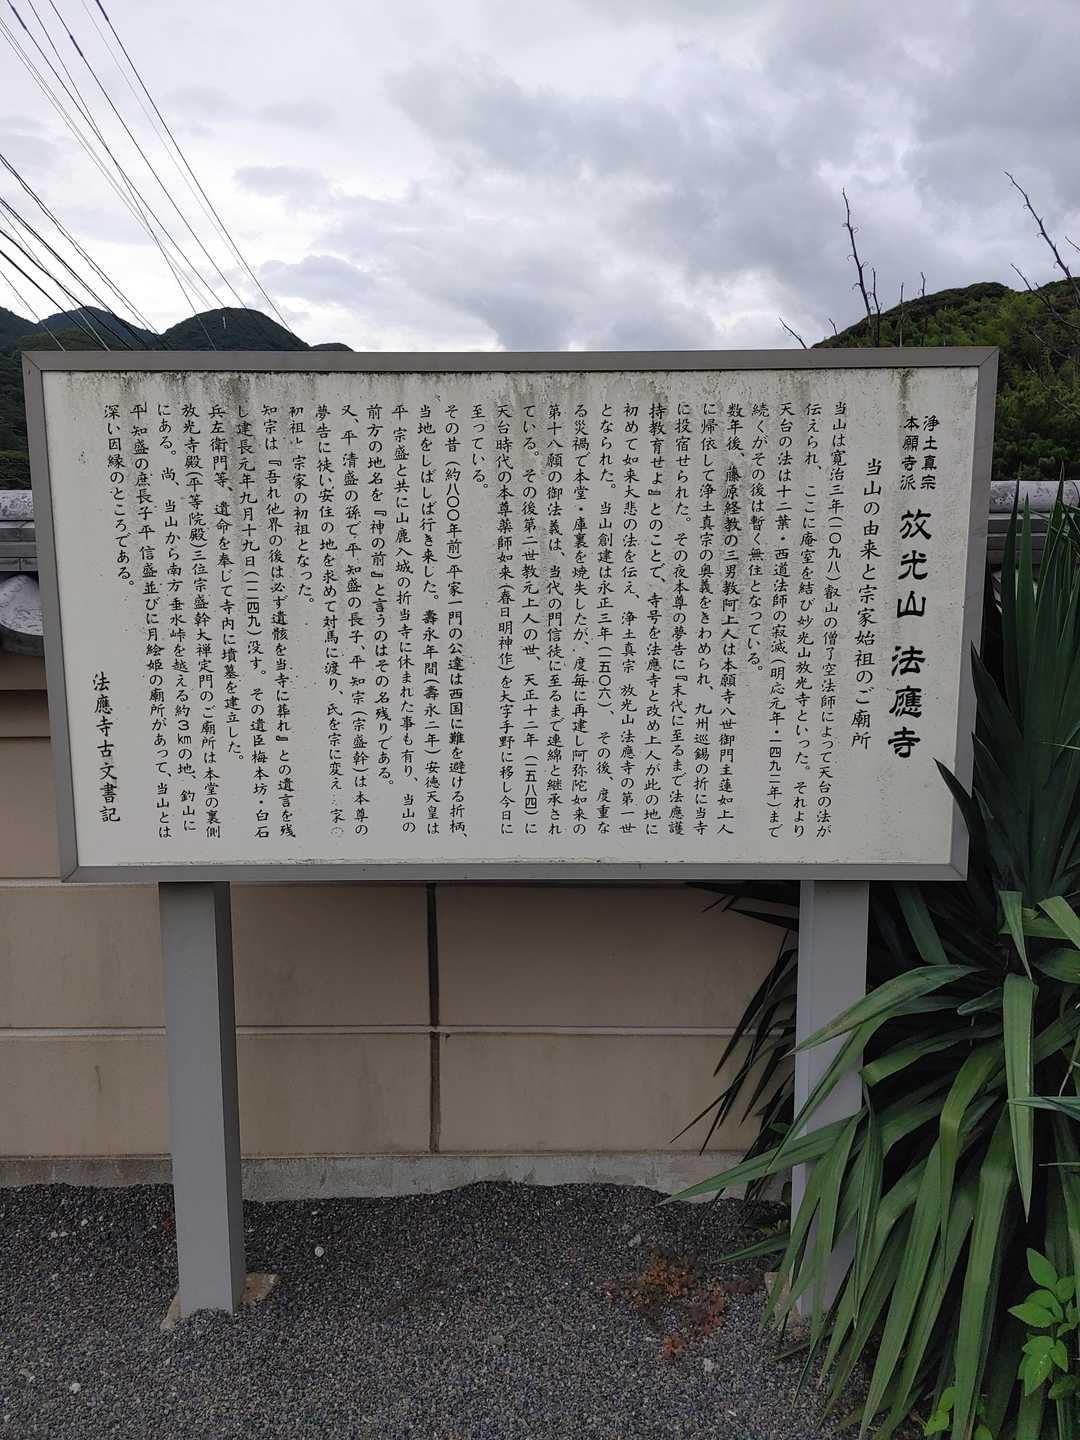 浄土真宗
本願寺派
放光山 法應寺
当山の由来と宗家始祖のご廟所
当山は寛治三年(一〇九八)叡山の僧了空法師によって天台の法が
伝えられ、ここに庵室を結び妙光山放光寺といった。それより
天台の法は十二葉・西道法師の寂滅(明応元年・一四九二年)まで
続くがその後は暫く無住となっている。
数年後、藤原経教の三男教阿上人は本願寺八世御門主蓮如上人
に帰依して浄土真宗の奥義をきわめられ、九州巡錫の折に当寺
に投宿せられた。その夜本尊の夢告に『末代に至るまで法應護
持教育せよ』とのことで、寺号を法應寺と改め上人が此の地に
初めて如来大悲の法を伝え、浄土真宗 放光山法應寺の第一世
となられた。当山創建は永正三年(一五〇六)、その後、度重な
る災禍で本堂・庫裏を焼失したが、度毎に再建し阿弥陀如来の
第十八願の御法義は、当代の門信徒に至るまで連綿と継承され
ている。その後第二世教元上人の世、天正十二年(一五八四)に
天台時代の本尊薬師如来(春日明神作)を大字手野に移し今日に
至っている。
その昔(約八〇〇年前)平家一門の公達は西国に難を避ける折柄、
当地をしばしば行き来した。壽永年間(壽永二年)安徳天皇は
平 宗盛と共に山鹿入城の折当寺に休まれた事も有り、当山の
前方の地名を『神の前』と言うのはその名残りである。
又、平 清盛の孫で平 知盛の長子、平 知宗(宗盛幹)は本尊の
夢告に徒い安住の地を求めて対馬に渡り、氏を宗に変え宗家の
初祖と宗家の初祖となった。
知宗は『吾れ他界の後は必ず遺骸を当寺に葬れ』との遺言を残
し建長元年九月十九日(一二四九)没す。その遺臣梅本坊・白石
兵左衛門等、遺命を奉じて寺内に墳墓を建立した。
放光寺殿(平等院殿)三位宗盛幹大禅定門のご廟所は本堂の裏側
にある。尚、当山から南方 垂水峠を越える約3㎞の地、釣山に
平 知盛の庶長子平 信盛並びに月絵姫の廟所があって、当山とは
深い因縁のところである。
法應寺古文書記